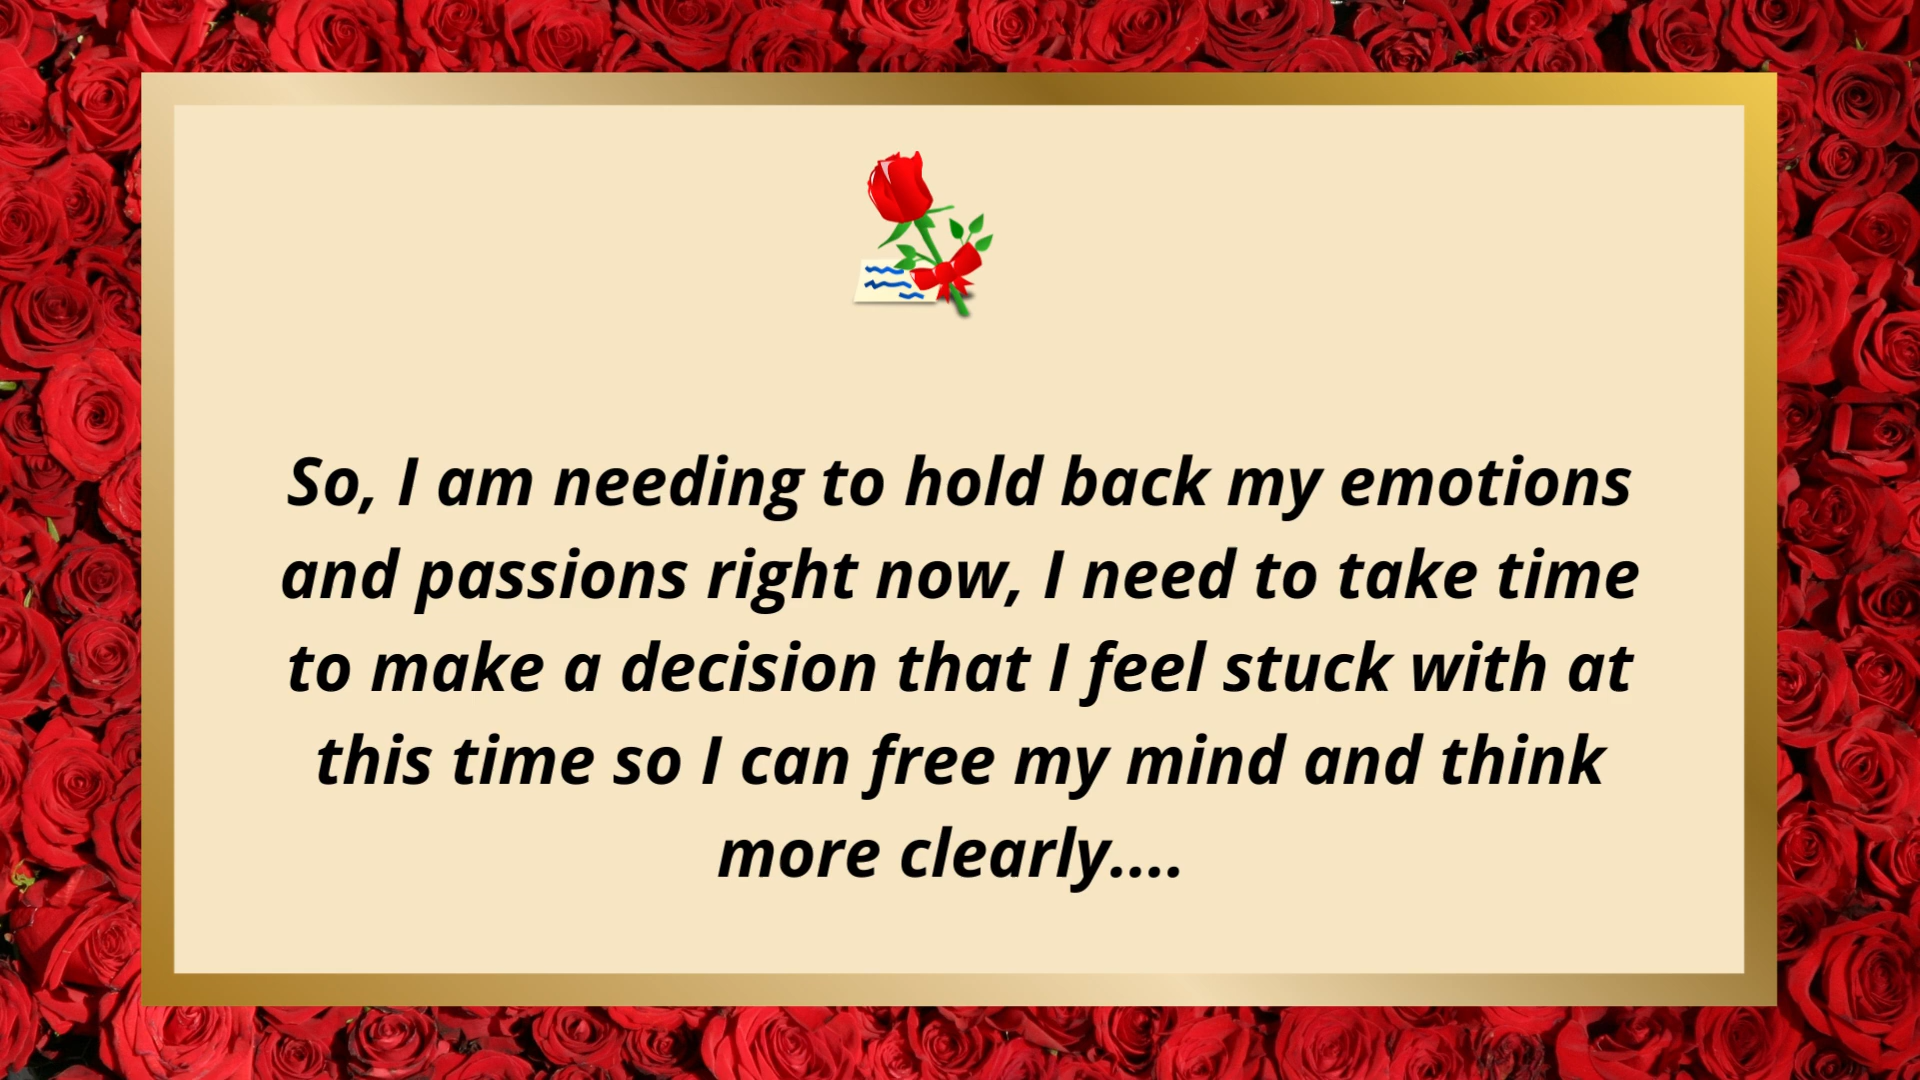 So, I am needing to hold back my emotions
and passions right now, I need to take time
to make a decision that I feel stuck with at
this time so I can free my mind and think
more clearly....